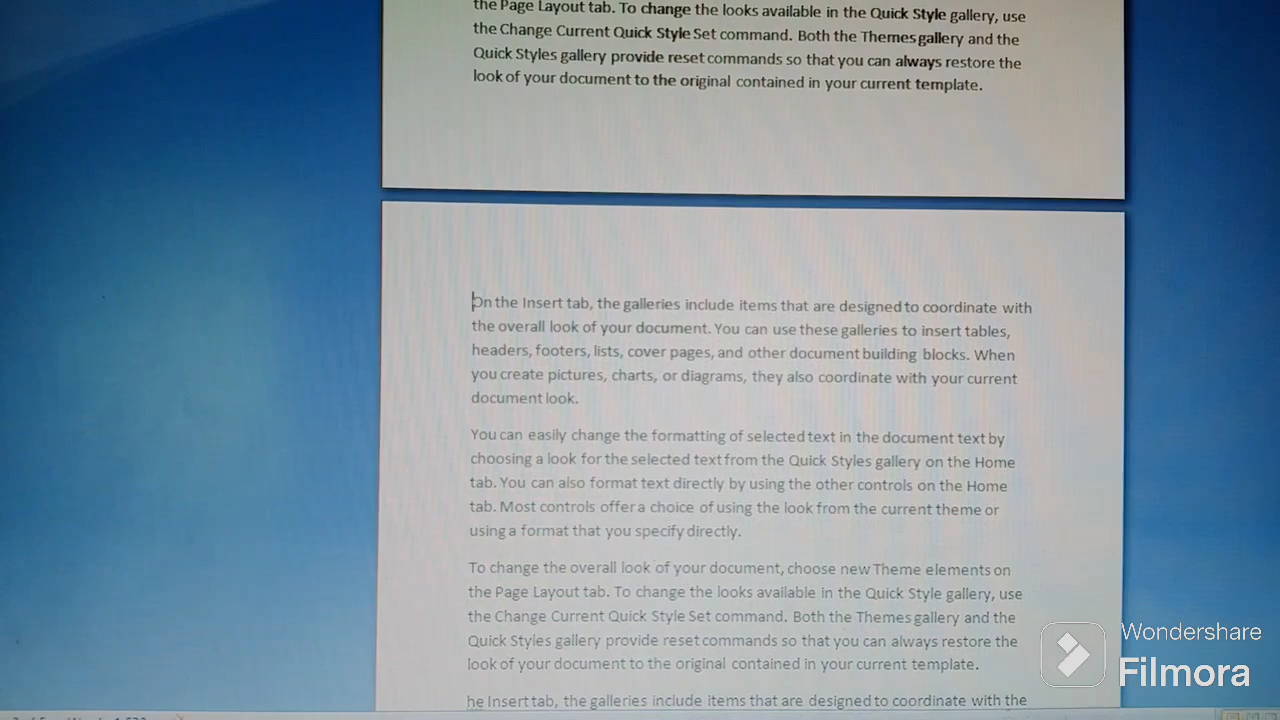 the Page Layout tab. To change the looks available in the Quick Style gallery, use
the Change Current Quick Style Set command. Both the Themes gallery and the
Quick Styles gallery provide reset commands so that you can always restore the
look of your document to the original contained in your current template.
On the Insert tab, the galleries include items that are designed to coordinate with
the overall look of your document. You can use these galleries to insert tables,
headers, footers, lists, cover pages, and other document building blocks. When
you create pictures, charts, or diagrams, they also coordinate with your current
document look.
You can easily change the formatting of selected text in the document text by
choosing a look for the selected text from the Quick Styles gallery on the Home
tab. You can also format text directly by using the other controls on the Home
tab. Most controls offer a choice of using the look from the current theme or
using a format that you specify directly.
To change the overall look of your document, choose new Theme elements on
the Page Layout tab. To change the looks available in the Quick Style gallery, use
the Change Current Quick Style Set command. Both the Themes gallery and the
Quick Styles gallery provide reset commands so that you can always restore the
look of your document to the original contained in your current template.
he Insert tab, the galleries include items that are designed to coordinate with the
Wondershare
Filmora